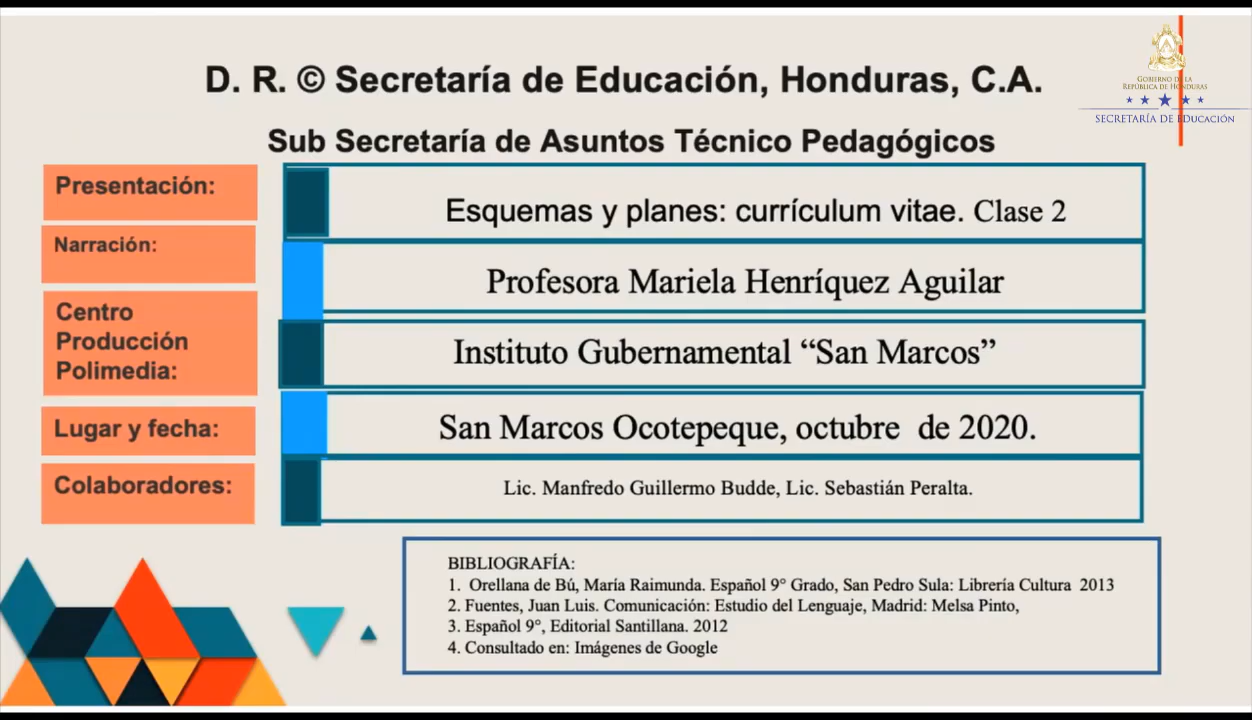 D. R. © Secretaría de Educación, Honduras, C.A.
GOBIERNO DE LA
REPÚBLICA DE HONDURAS
SECRETARÍA DE EDUCACIÓN
Sub Secretaría de Asuntos Técnico Pedagógicos
Presentación:
Esquemas y planes: currículum vitae. Clase 2
Narración:
Profesora Mariela Henríquez Aguilar
Centro
Producción
Polimedia:
Instituto Gubernamental “San Marcos”
Lugar y fecha:
San Marcos Ocotepeque, octubre  de 2020.
Colaboradores:
Lic. Manfredo Guillermo Budde, Lic. Sebastián Peralta.
BIBLIOGRAFÍA:
1.  Orellana de Bú, María Raimunda. Español 9° Grado, San Pedro Sula: Librería Cultura  2013
2. Fuentes, Juan Luis. Comunicación: Estudio del Lenguaje, Madrid: Melsa Pinto,
3. Español 9°, Editorial Santillana. 2012
4. Consultado en: Imágenes de Google